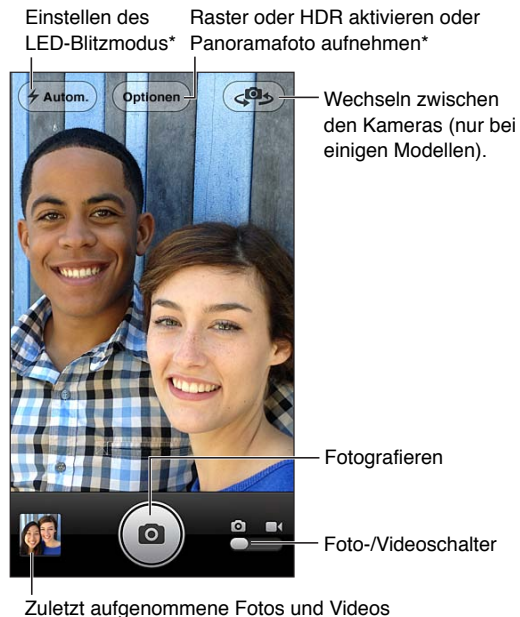 Einstellen des
LED-Blitzmodus*
Raster oder HDR aktivieren oder
Panoramafoto aufnehmen*
Autom.
Optionen
Wechseln zwischen
den Kameras (nur bei
einigen Modellen).
Fotografieren
Foto-/Videoschalter
Zuletzt aufgenommene Fotos und Videos